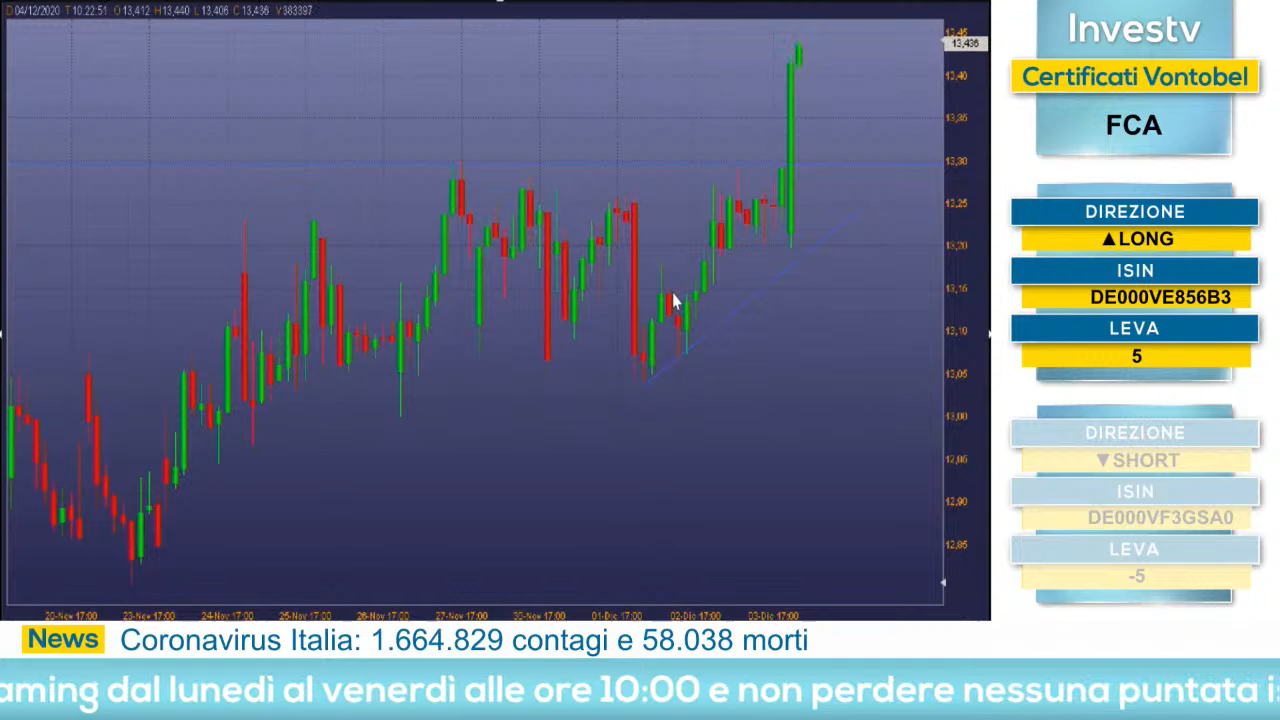 D 04/12/2020 T 10.22:51 O 13,412 H 13,440 L 13,406 C 13,436 V 383397
13,45
13,436
13,40
13,35
13,30
13,25
13,20
13,15
13,10
13,05
13,00
12,95
12,90
12,85
20-Nov 17:00 23-Nov 17:00 24-Nov 17:00 25-Nov 17:00 26-Nov 17:00 27-Nov 17:00 30-Nov 17:00 01-Dic 17:00 02-Dic 17:00 03-Dic 17:00
Investv
Certificati Vontobel
FCA
DIREZIONE
▲LONG
ISIN
DE000VE856B3
LEVA
5
DIREZIONE
▼SHORT
ISIN
DE000VF3GSA0
LEVA
-5
News Coronavirus Italia: 1.664.829 contagi e 58.038 morti
aming dal lunedì al venerdì alle ore 10:00 e non perdere nessuna puntata is